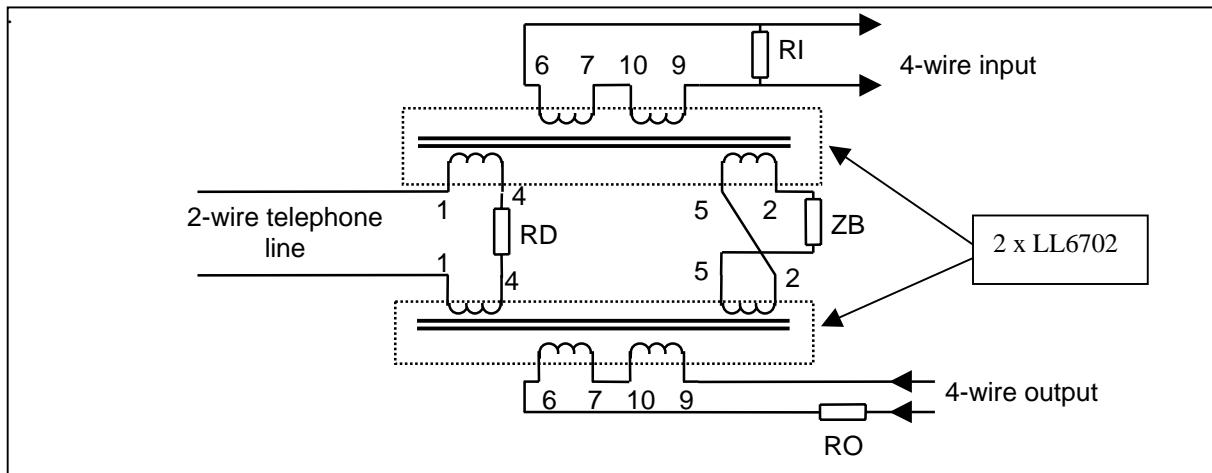 RI
4-wire input
6 7 10 9
1 4 5 2
2-wire telephone
line
RD
ZB
2 x LL6702
1 4 5 2
6 7 10 9
4-wire output
RO